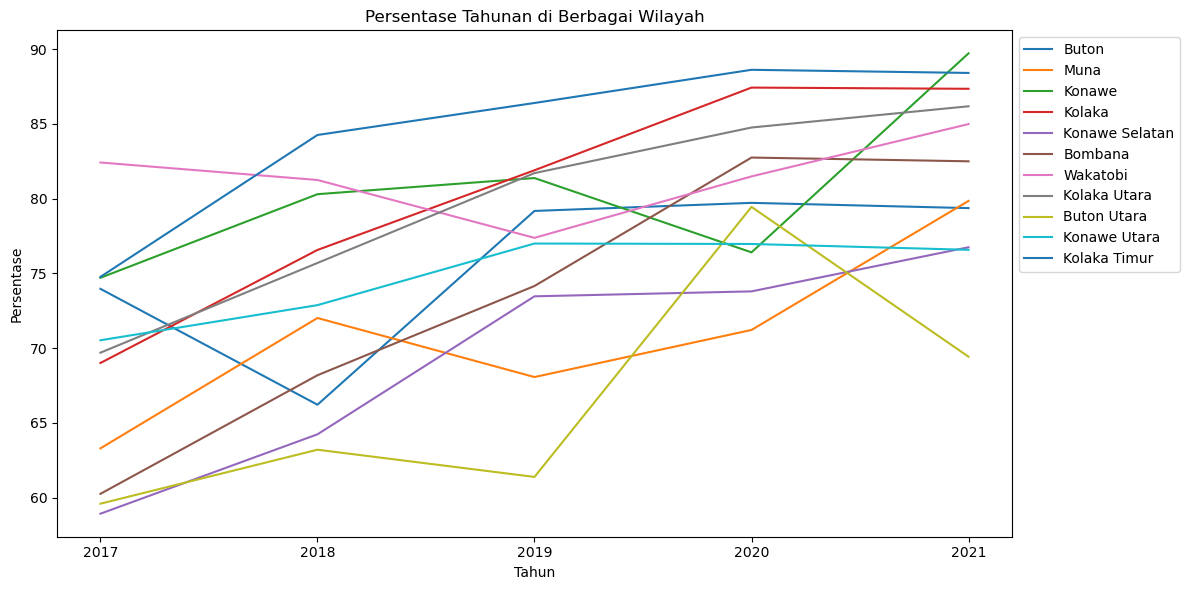 Persentase Tahunan di Berbagai Wilayah
90
85
80
75
70
65
60
Persentase
2017 2018 2019 2020 2021
Tahun
Buton
Muna
Konawe
Kolaka
Konawe Selatan
Bombana
Wakatobi
Kolaka Utara
Buton Utara
Konawe Utara
Kolaka Timur